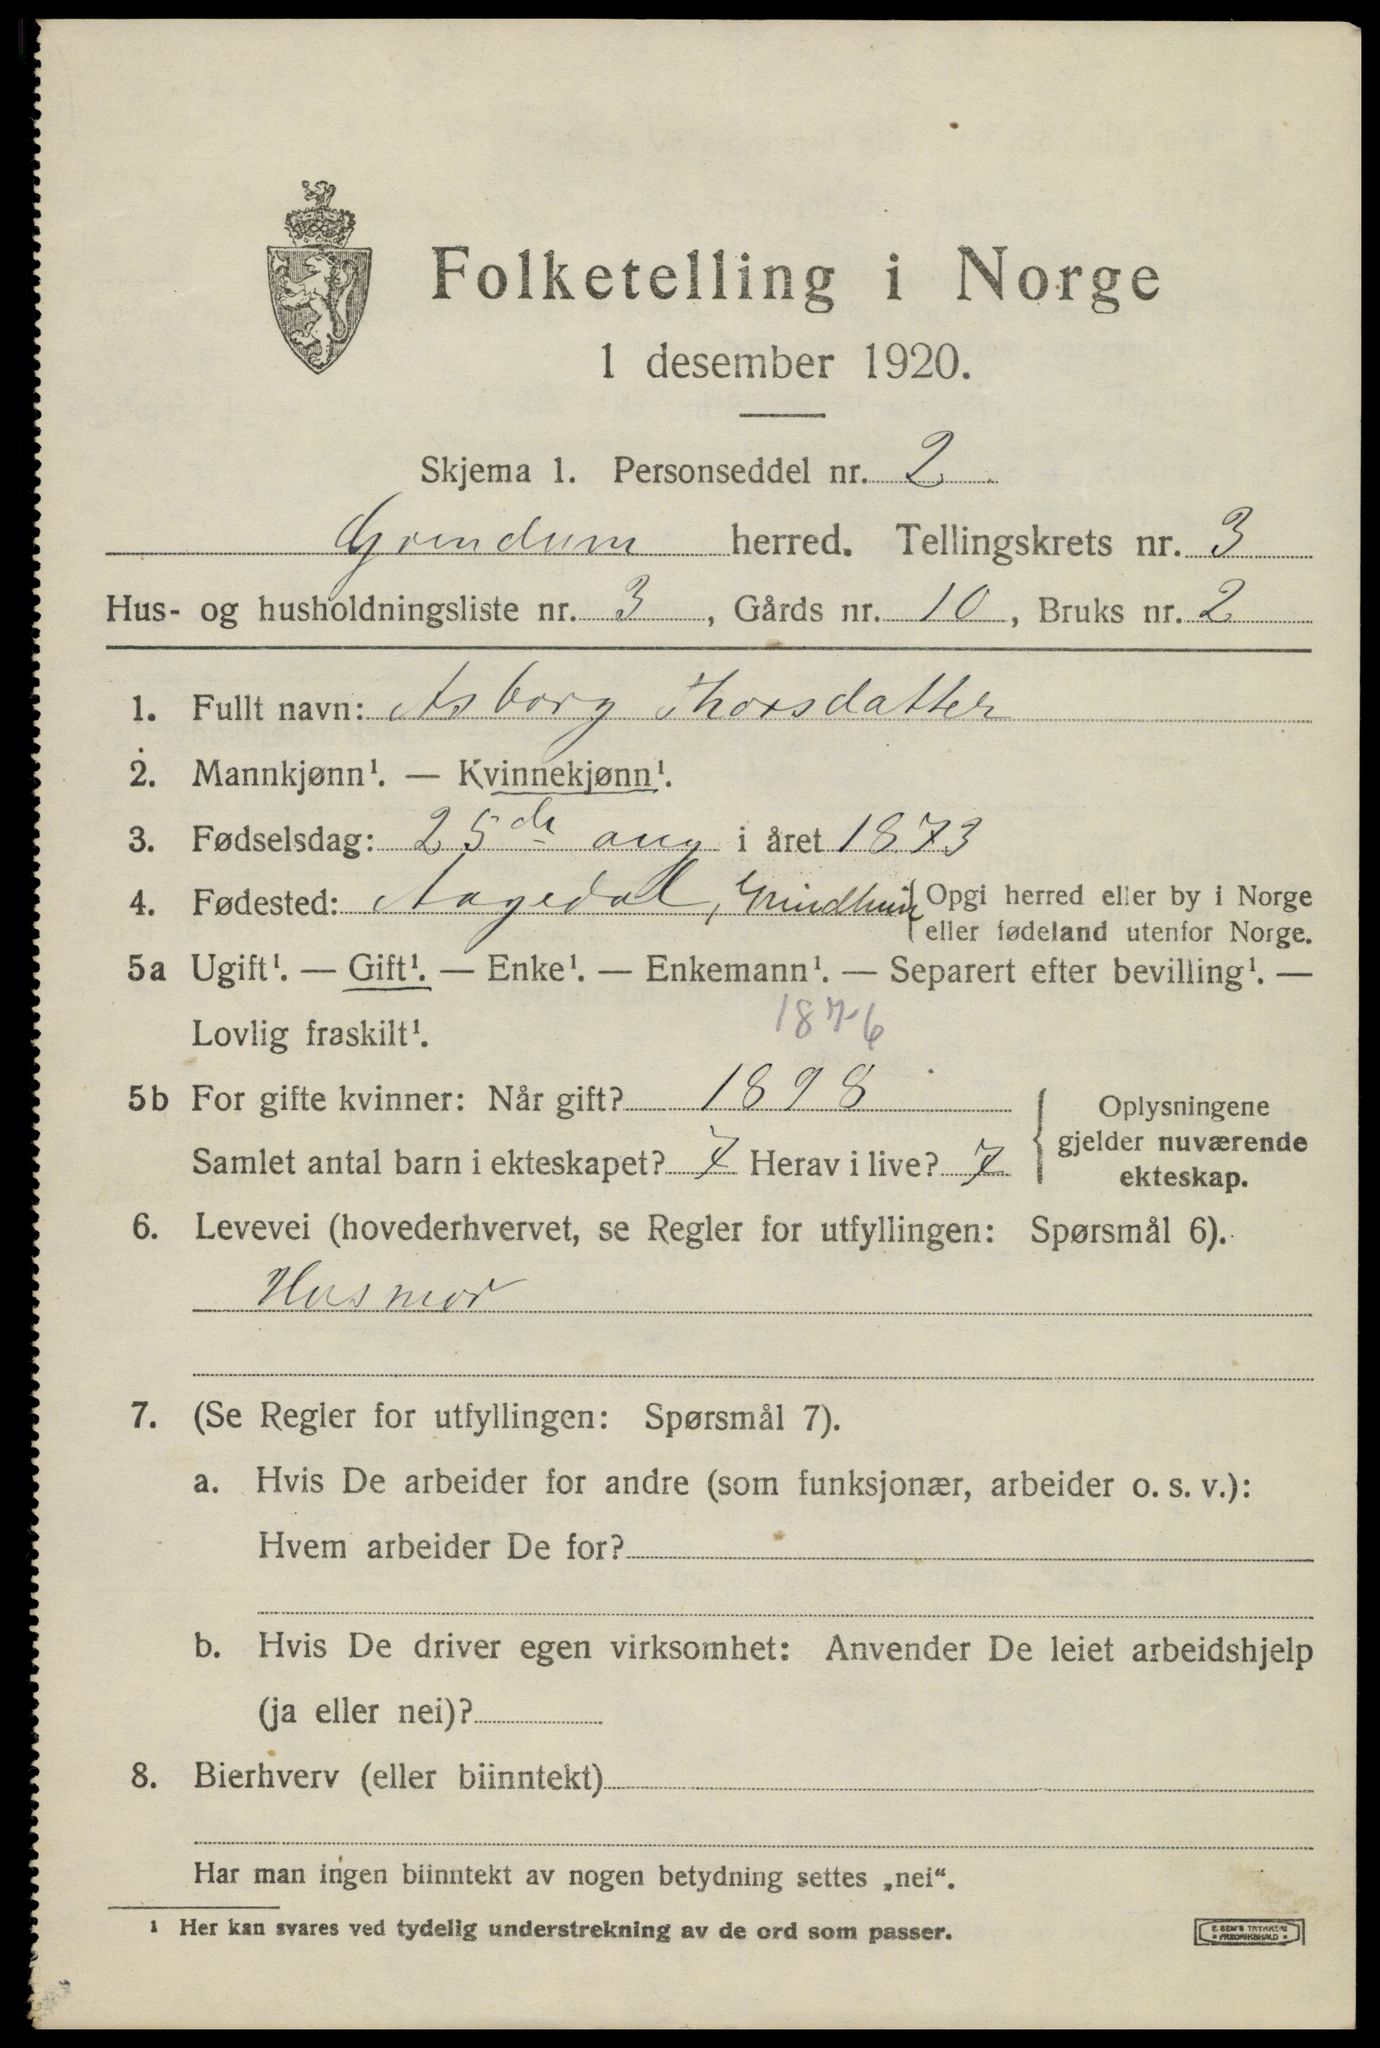 Folketelling i Norge
1 desember 1920.
Skjema 1. Personseddel nr. 2
Grendum herred. Tellingskrets nr. 3
Hus- og husholdningsliste nr. 3, Gårds nr. 10, Bruks nr. 2
1. Fullt navn: Asborg Thorsdatter
2. Mannkjønn¹. — Kvinnekjønn¹.
3. Fødselsdag: 25de aug i året 1873
4. Fødested: Aagedal, Grindheim { Opgi herred eller by i Norge
eller fødeland utenfor Norge.
5a Ugift¹. — Gift¹. — Enke¹. — Enkemann¹. — Separert efter bevilling¹. —
Lovlig fraskilt¹.
1876
5b For gifte kvinner: Når gift? 1898
Samlet antal barn i ekteskapet? 7 Herav i live? 7
{ Oplysningene
gjelder nuværende
ekteskap.
6. Levevei (hovederhvervet, se Regler for utfyllingen: Spørsmål 6).
Husmor
7. (Se Regler for utfyllingen: Spørsmål 7).
a. Hvis De arbeider for andre (som funksjonær, arbeider o. s. v.):
Hvem arbeider De for?
b. Hvis De driver egen virksomhet: Anvender De leiet arbeidshjelp
(ja eller nei)?
8. Bierhverv (eller biinntekt)
Har man ingen biinntekt av nogen betydning settes „nei“.
¹ Her kan svares ved tydelig understrekning av de ord som passer.
E. SEM'S TRYKKERI
FREDRIKSHALD